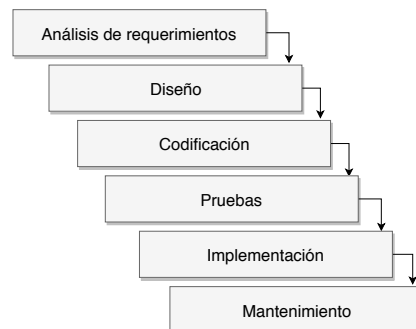 Análisis de requerimientos
Diseño
Codificación
Pruebas
Implementación
Mantenimiento